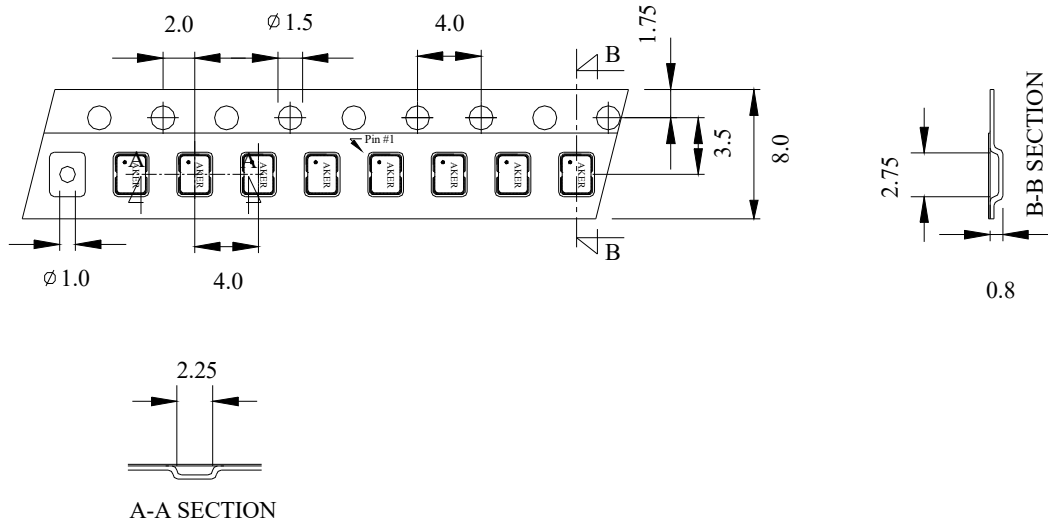 2.0
⌀ 1.5
4.0
1.75
B
Pin #1
3.5
8.0
A
A
AKER
AKER
AKER
AKER
AKER
AKER
AKER
AKER
2.75
B-B SECTION
B
⌀ 1.0
4.0
0.8
2.25
A-A SECTION